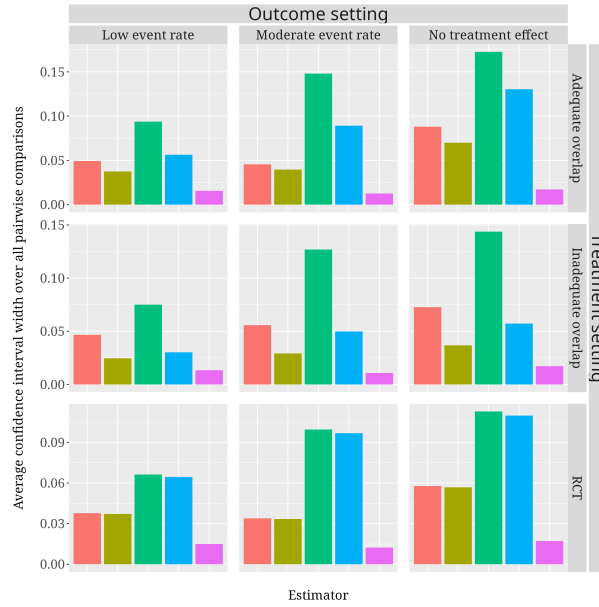 Outcome setting
Low event rate
Moderate event rate
No treatment effect
Average confidence interval width over all pairwise comparisons
0.15
0.10
0.05
0.00
Adequate overlap
0.15
0.10
0.05
0.00
Inadequate overlap
Treatment setting
0.09
0.06
0.03
0.00
RCT
Estimator